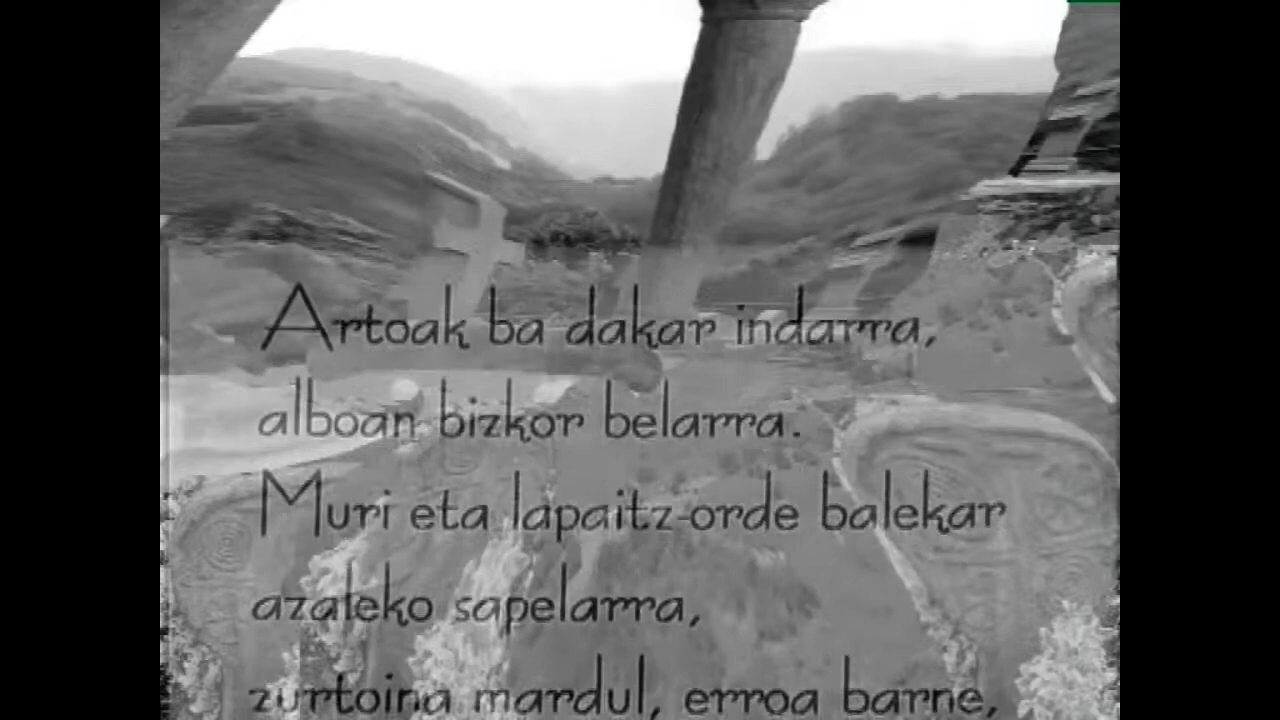 Artoak ba dakar indarra,
alboan bizkor belarra.
Muri eta lapaitz-orde balekar
azaleko sapelarra,
zurtoina mardul, erroa barne,